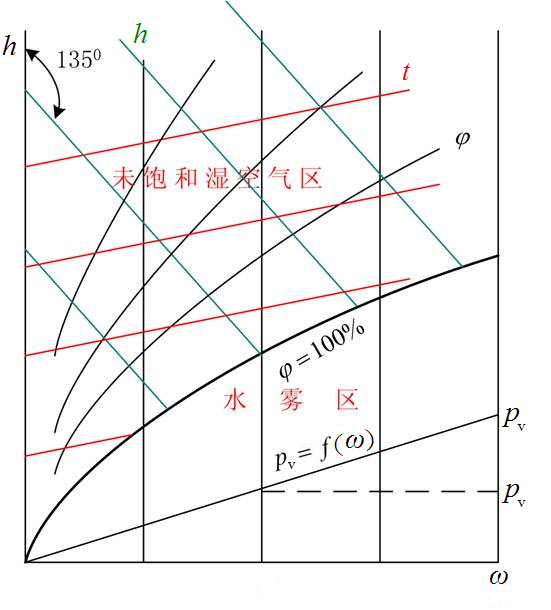 h
h
135⁰
t
φ
未饱和湿空气区
φ=100%
水雾区
p_v
p_v=f(ω)
p_v
ω